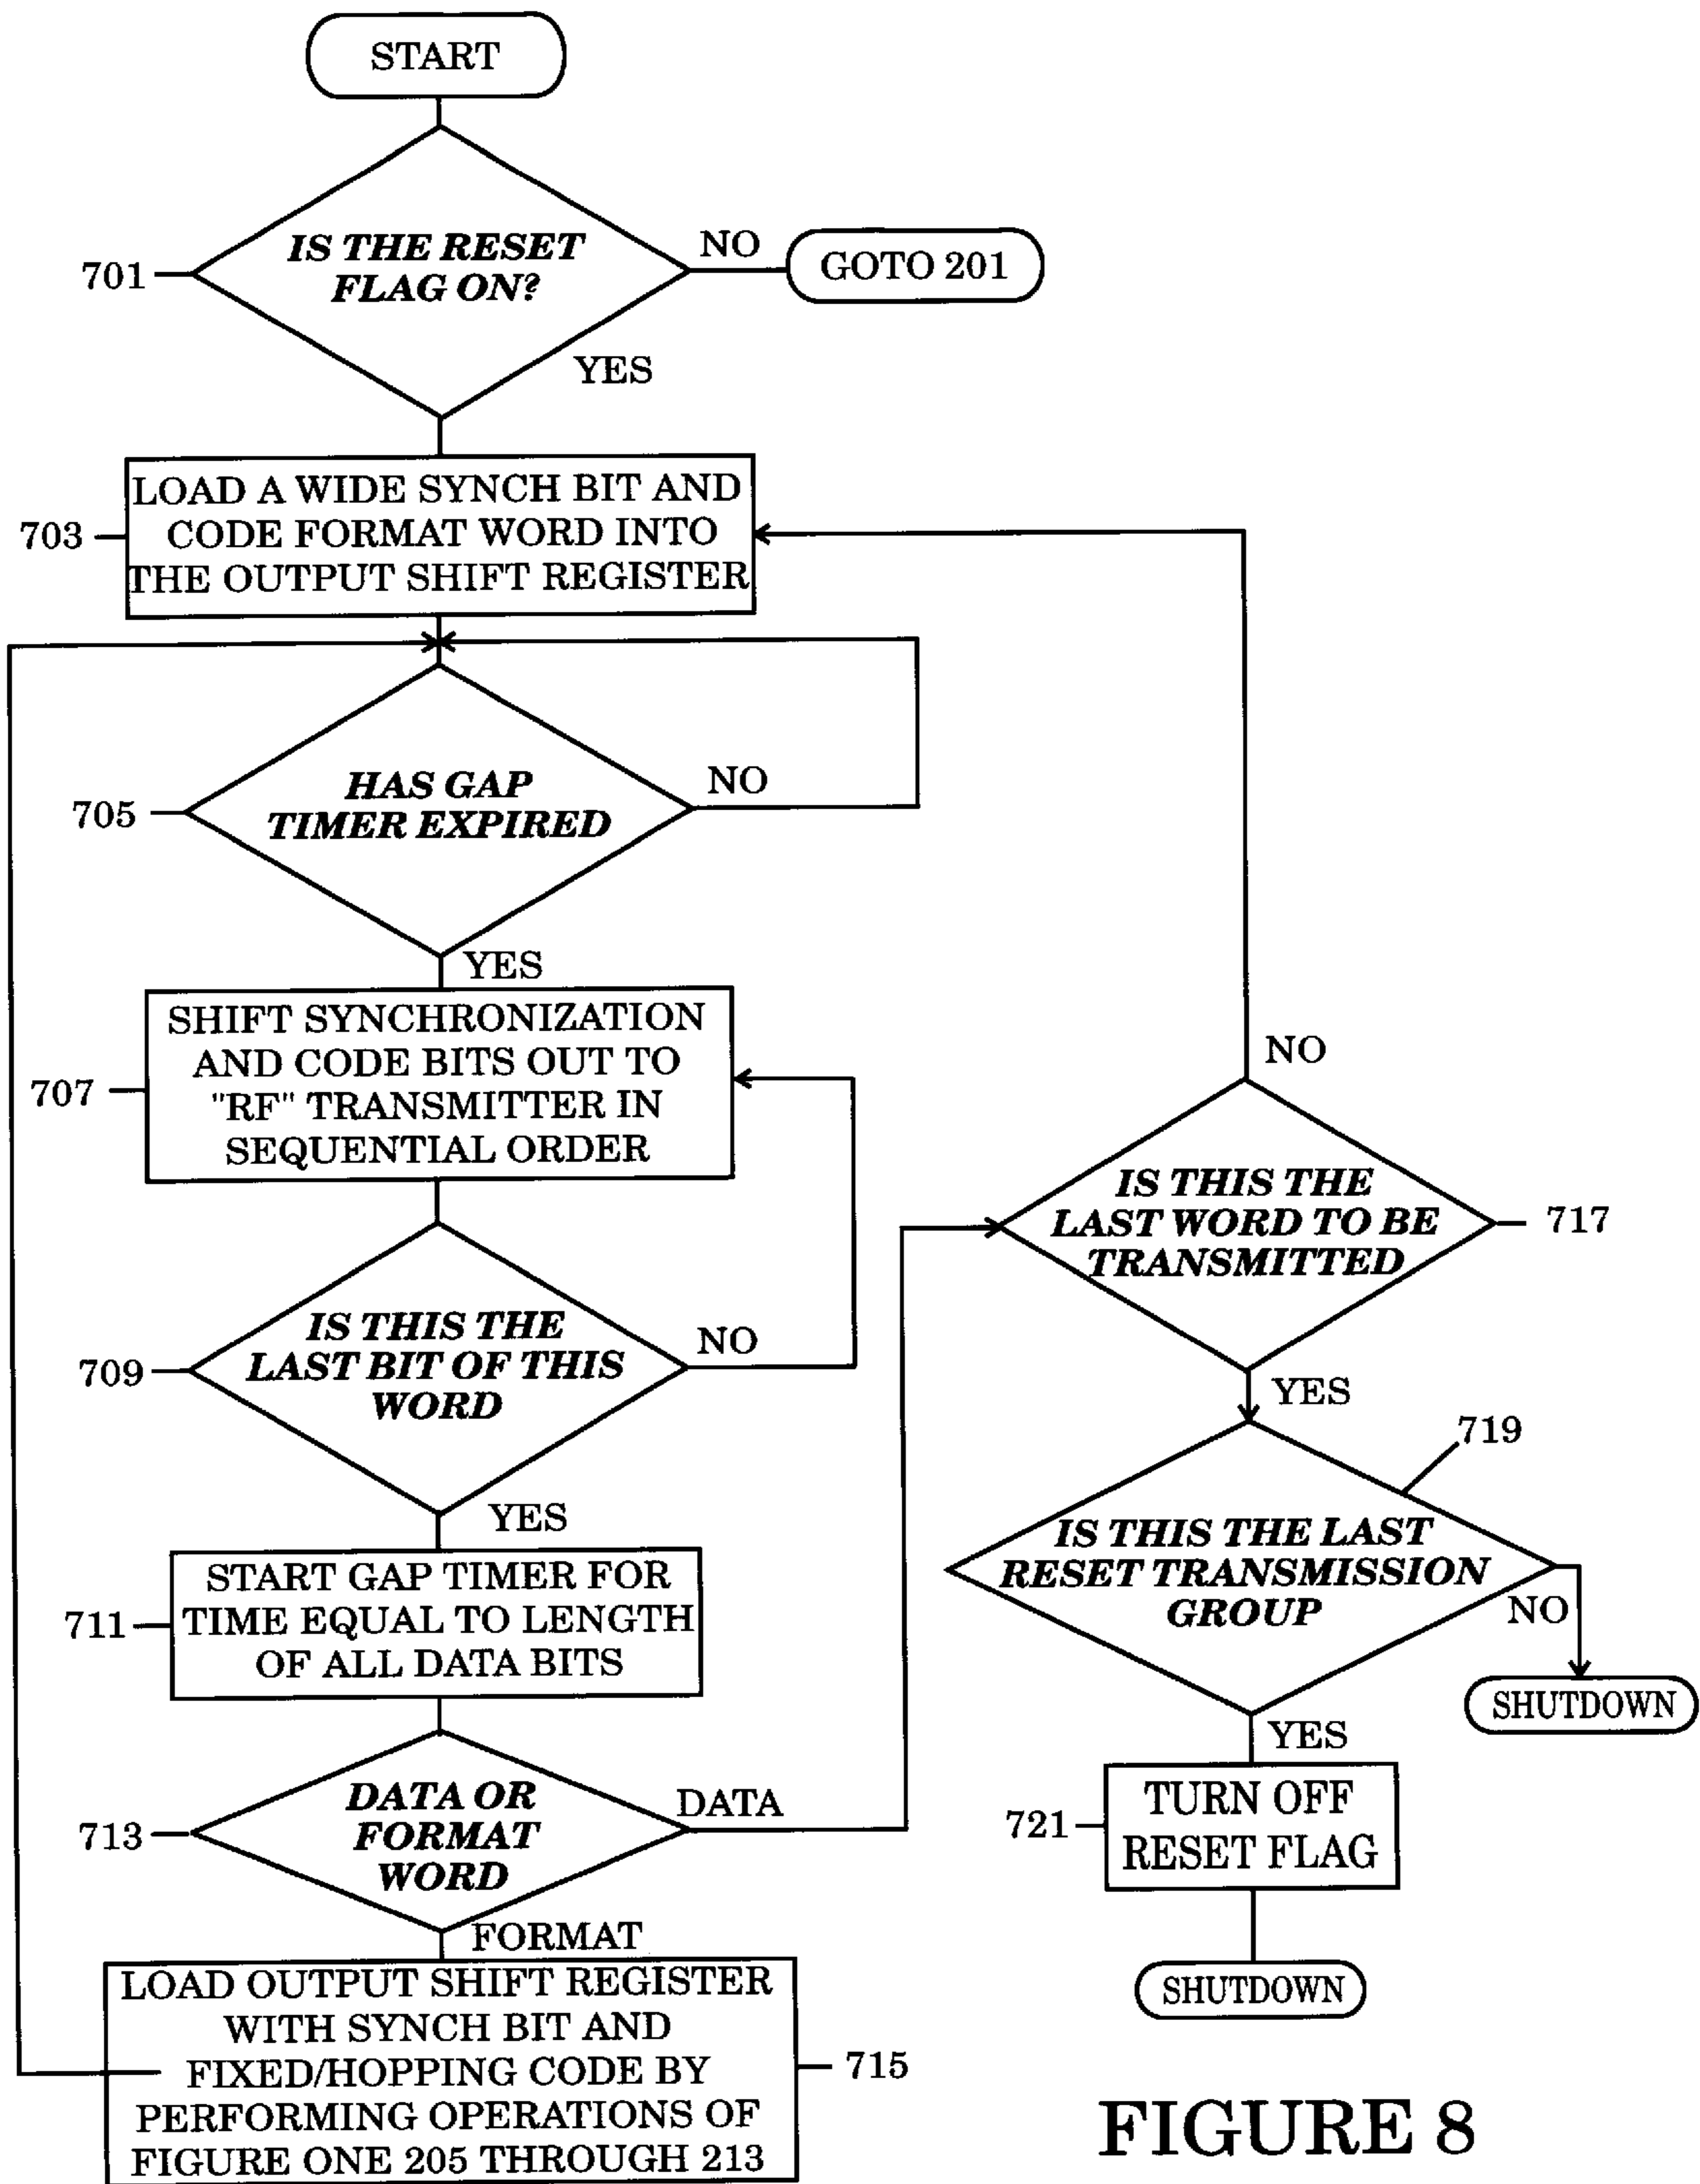 START
IS THE RESET
FLAG ON?
701
NO
GOTO 201
YES
LOAD A WIDE SYNCH BIT AND
CODE FORMAT WORD INTO
THE OUTPUT SHIFT REGISTER
703
HAS GAP
TIMER EXPIRED
705
NO
YES
SHIFT SYNCHRONIZATION
AND CODE BITS OUT TO
"RF" TRANSMITTER IN
SEQUENTIAL ORDER
707
IS THIS THE
LAST BIT OF THIS
WORD
709
NO
YES
START GAP TIMER FOR
TIME EQUAL TO LENGTH
OF ALL DATA BITS
711
DATA OR
FORMAT
WORD
713
DATA
FORMAT
LOAD OUTPUT SHIFT REGISTER
WITH SYNCH BIT AND
FIXED/HOPPING CODE BY
PERFORMING OPERATIONS OF
FIGURE ONE 205 THROUGH 213
715
NO
IS THIS THE
LAST WORD TO BE
TRANSMITTED
717
YES
719
IS THIS THE LAST
RESET TRANSMISSION
GROUP
NO
SHUTDOWN
YES
TURN OFF
RESET FLAG
721
SHUTDOWN
FIGURE 8